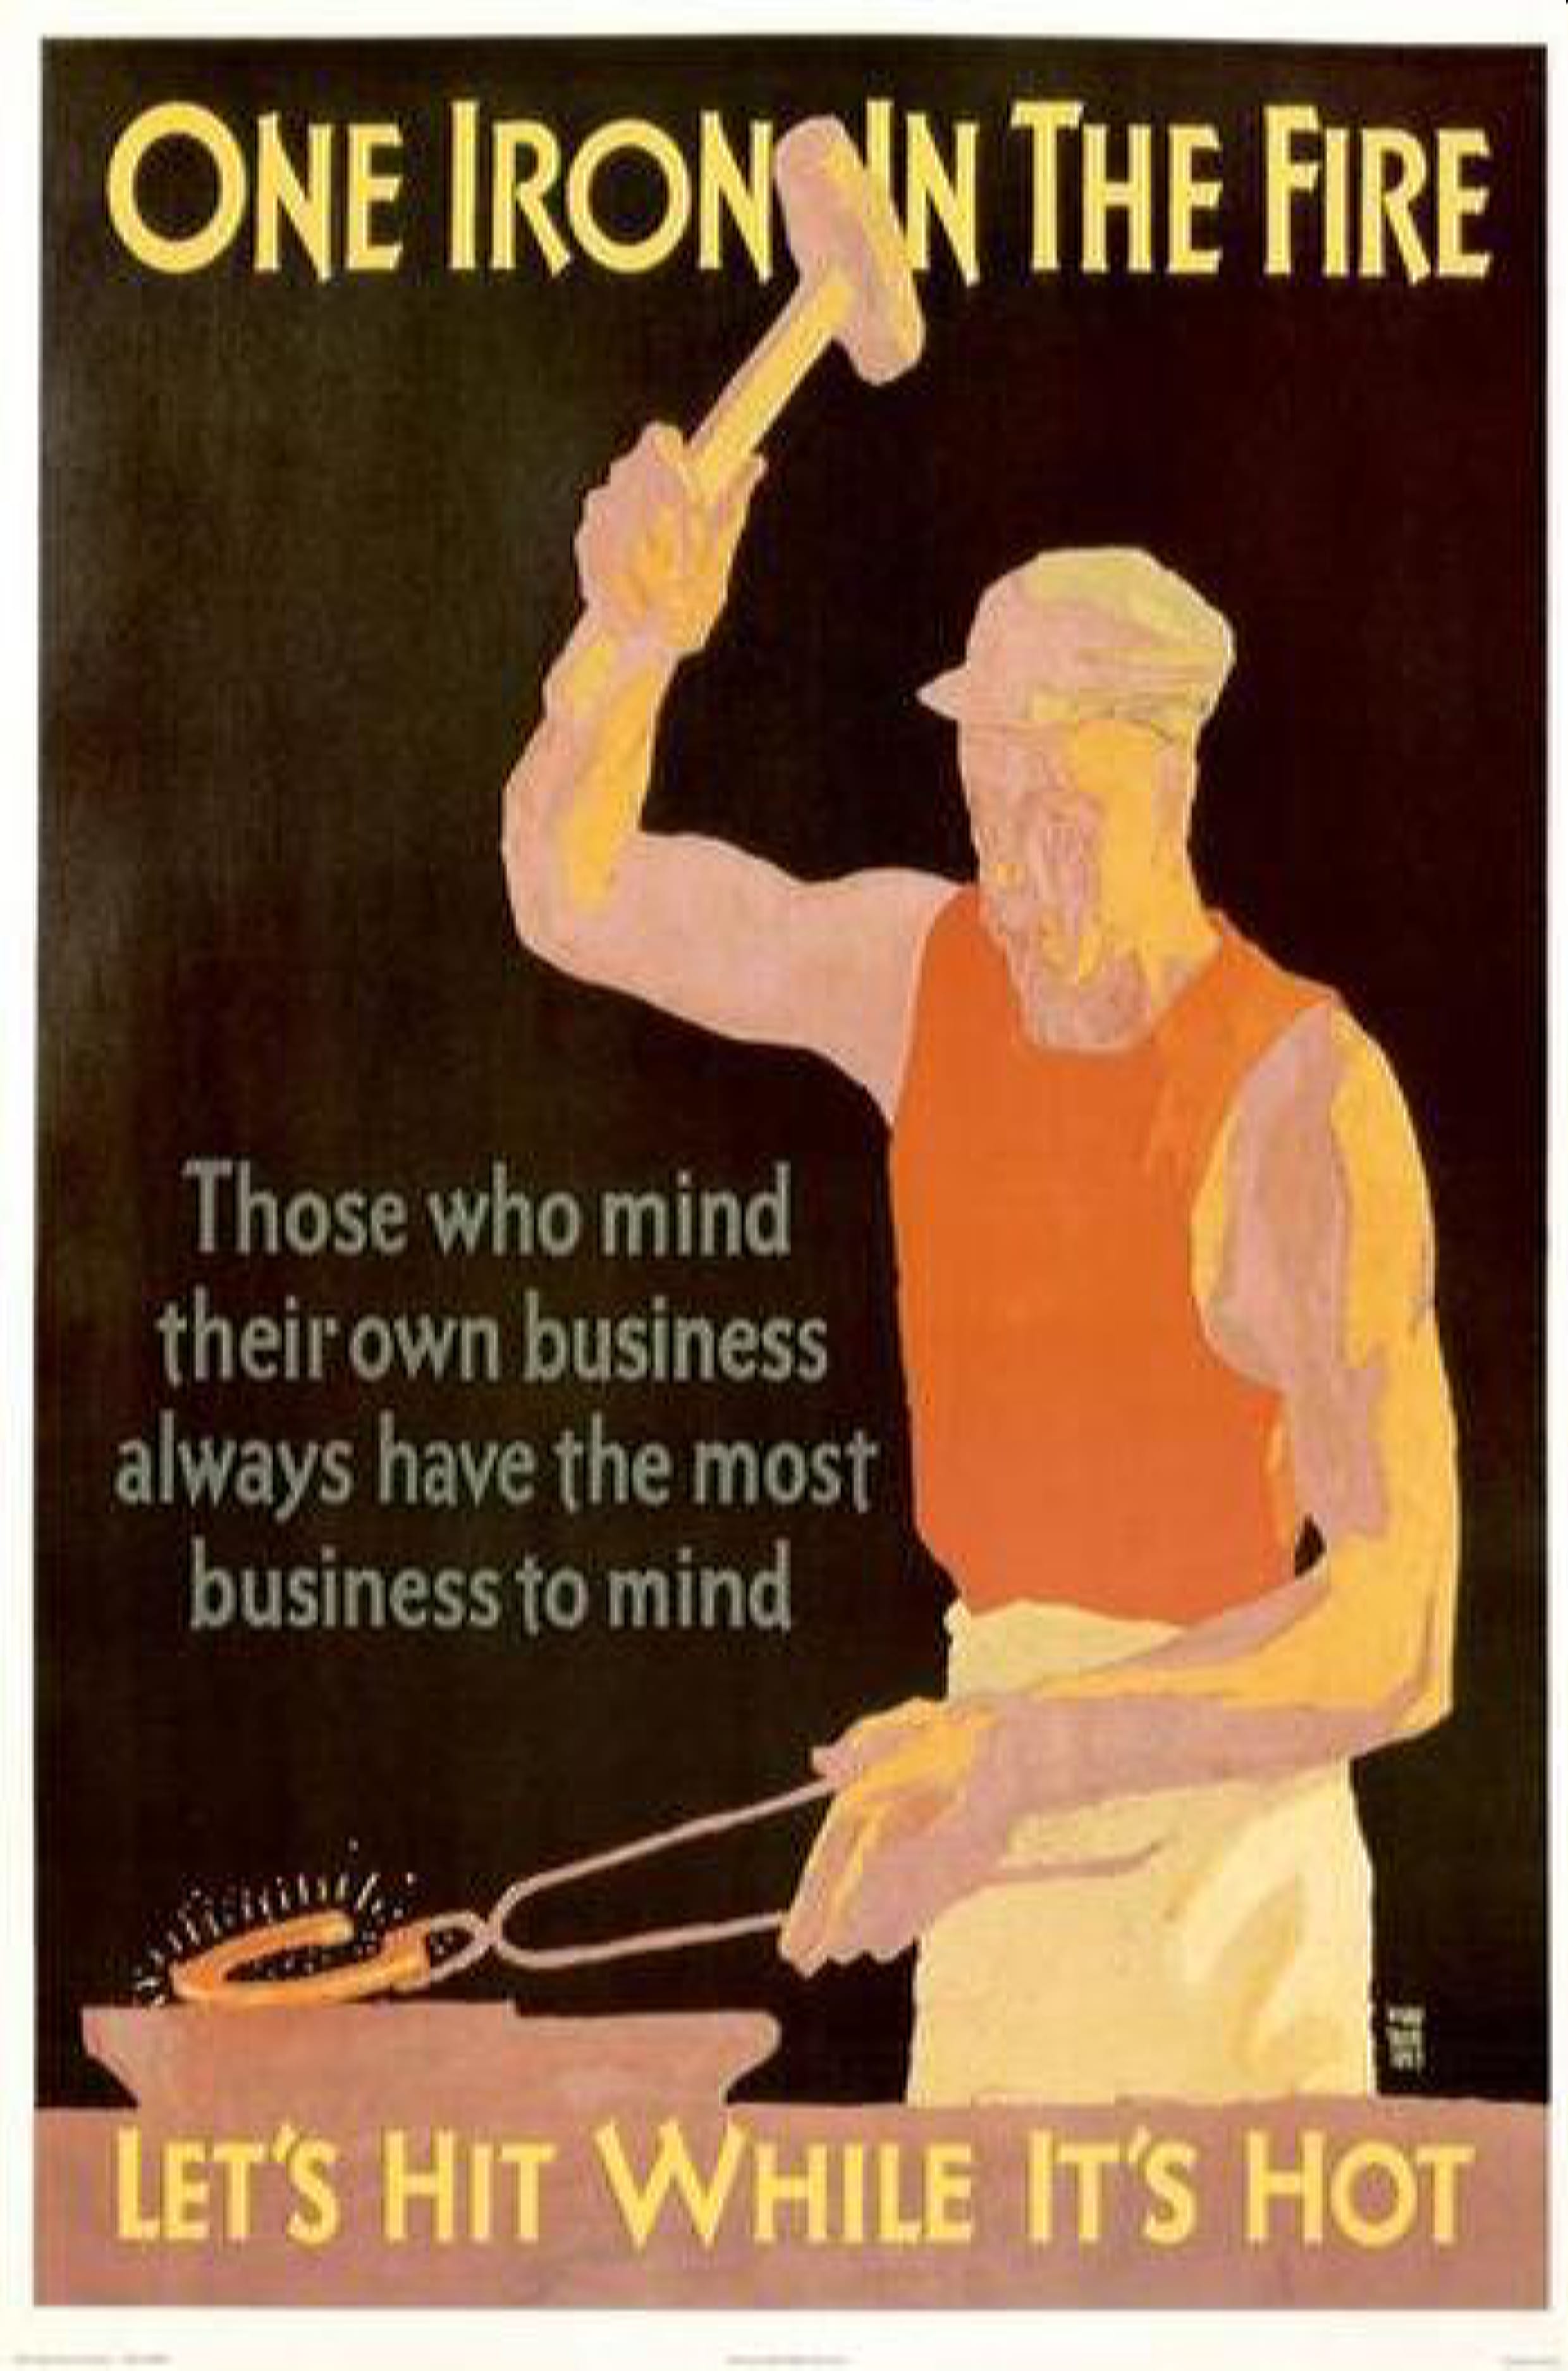 ONE IRON IN THE FIRE
Those who mind
their own business
always have the most
business to mind
LET'S HIT WHILE IT'S HOT